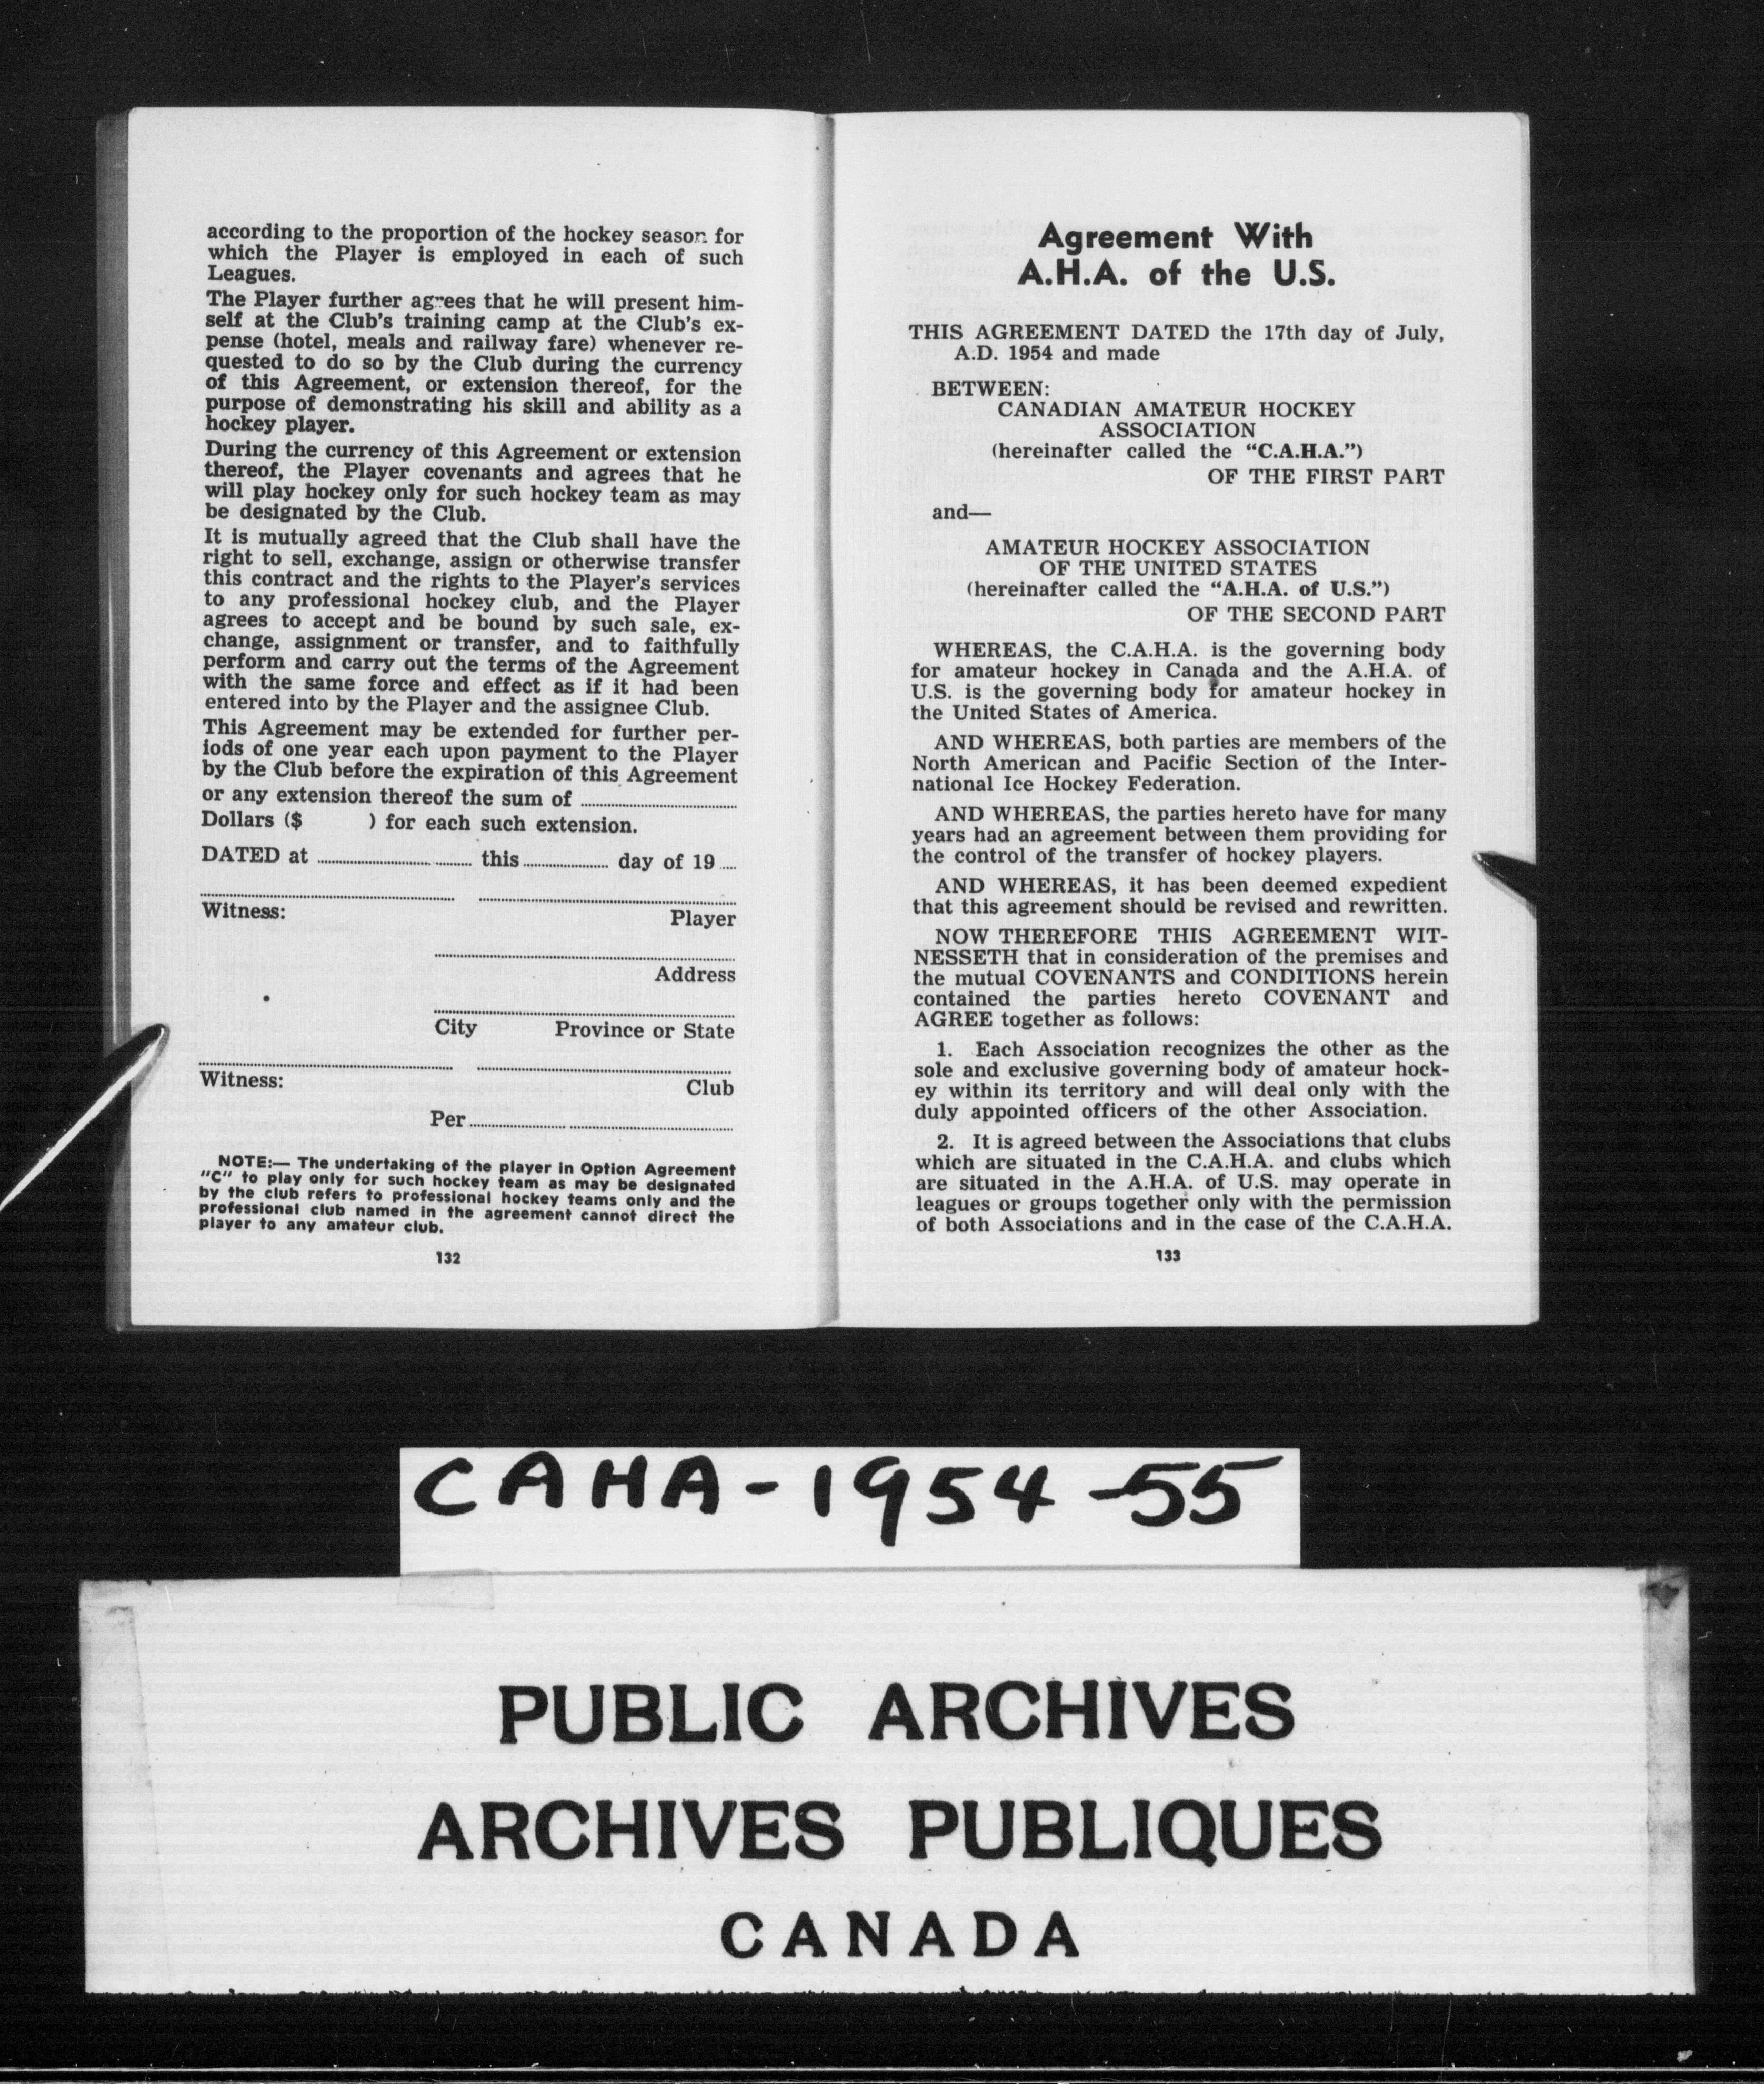 according to the proportion of the hockey season for
which the Player is employed in each of such
Leagues.
The Player further agrees that he will present him-
self at the Club's training camp at the Club's ex-
pense (hotel, meals and railway fare) whenever re-
quested to do so by the Club during the currency
of this Agreement, or extension thereof, for the
purpose of demonstrating his skill and ability as a
hockey player.
During the currency of this Agreement or extension
thereof, the Player covenants and agrees that he
will play hockey only for such hockey team as may
be designated by the Club.
It is mutually agreed that the Club shall have the
right to sell, exchange, assign or otherwise transfer
this contract and the rights to the Player's services
to any professional hockey club, and the Player
agrees to accept and be bound by such sale, ex-
change, assignment or transfer, and to faithfully
perform and carry out the terms of the Agreement
with the same force and effect as if it had been
entered into by the Player and the assignee Club.
This Agreement may be extended for further per-
iods of one year each upon payment to the Player
by the Club before the expiration of this Agreement
or any extension thereof the sum of ........................
Dollars ($ ) for each such extension.
DATED at ........................ this ............ day of 19 ....
Witness: Player
Address
City Province or State
Witness: Club
Per ........................
NOTE:— The undertaking of the player in Option Agreement
"C" to play only for such hockey team as may be designated
by the club refers to professional hockey teams only and the
professional club named in the agreement cannot direct the
player to any amateur club.
132
Agreement With
A.H.A. of the U.S.
THIS AGREEMENT DATED the 17th day of July,
A.D. 1954 and made
BETWEEN:
CANADIAN AMATEUR HOCKEY
ASSOCIATION
(hereinafter called the "C.A.H.A.")
OF THE FIRST PART
and—
AMATEUR HOCKEY ASSOCIATION
OF THE UNITED STATES
(hereinafter called the "A.H.A. of U.S.")
OF THE SECOND PART
WHEREAS, the C.A.H.A. is the governing body
for amateur hockey in Canada and the A.H.A. of
U.S. is the governing body for amateur hockey in
the United States of America.
AND WHEREAS, both parties are members of the
North American and Pacific Section of the Inter-
national Ice Hockey Federation.
AND WHEREAS, the parties hereto have for many
years had an agreement between them providing for
the control of the transfer of hockey players.
AND WHEREAS, it has been deemed expedient
that this agreement should be revised and rewritten.
NOW THEREFORE THIS AGREEMENT WIT-
NESSETH that in consideration of the premises and
the mutual COVENANTS and CONDITIONS herein
contained the parties hereto COVENANT and
AGREE together as follows:
1. Each Association recognizes the other as the
sole and exclusive governing body of amateur hock-
ey within its territory and will deal only with the
duly appointed officers of the other Association.
2. It is agreed between the Associations that clubs
which are situated in the C.A.H.A. and clubs which
are situated in the A.H.A. of U.S. may operate in
leagues or groups together only with the permission
of both Associations and in the case of the C.A.H.A.
133
CAHA-1954-55
PUBLIC ARCHIVES
ARCHIVES PUBLIQUES
CANADA